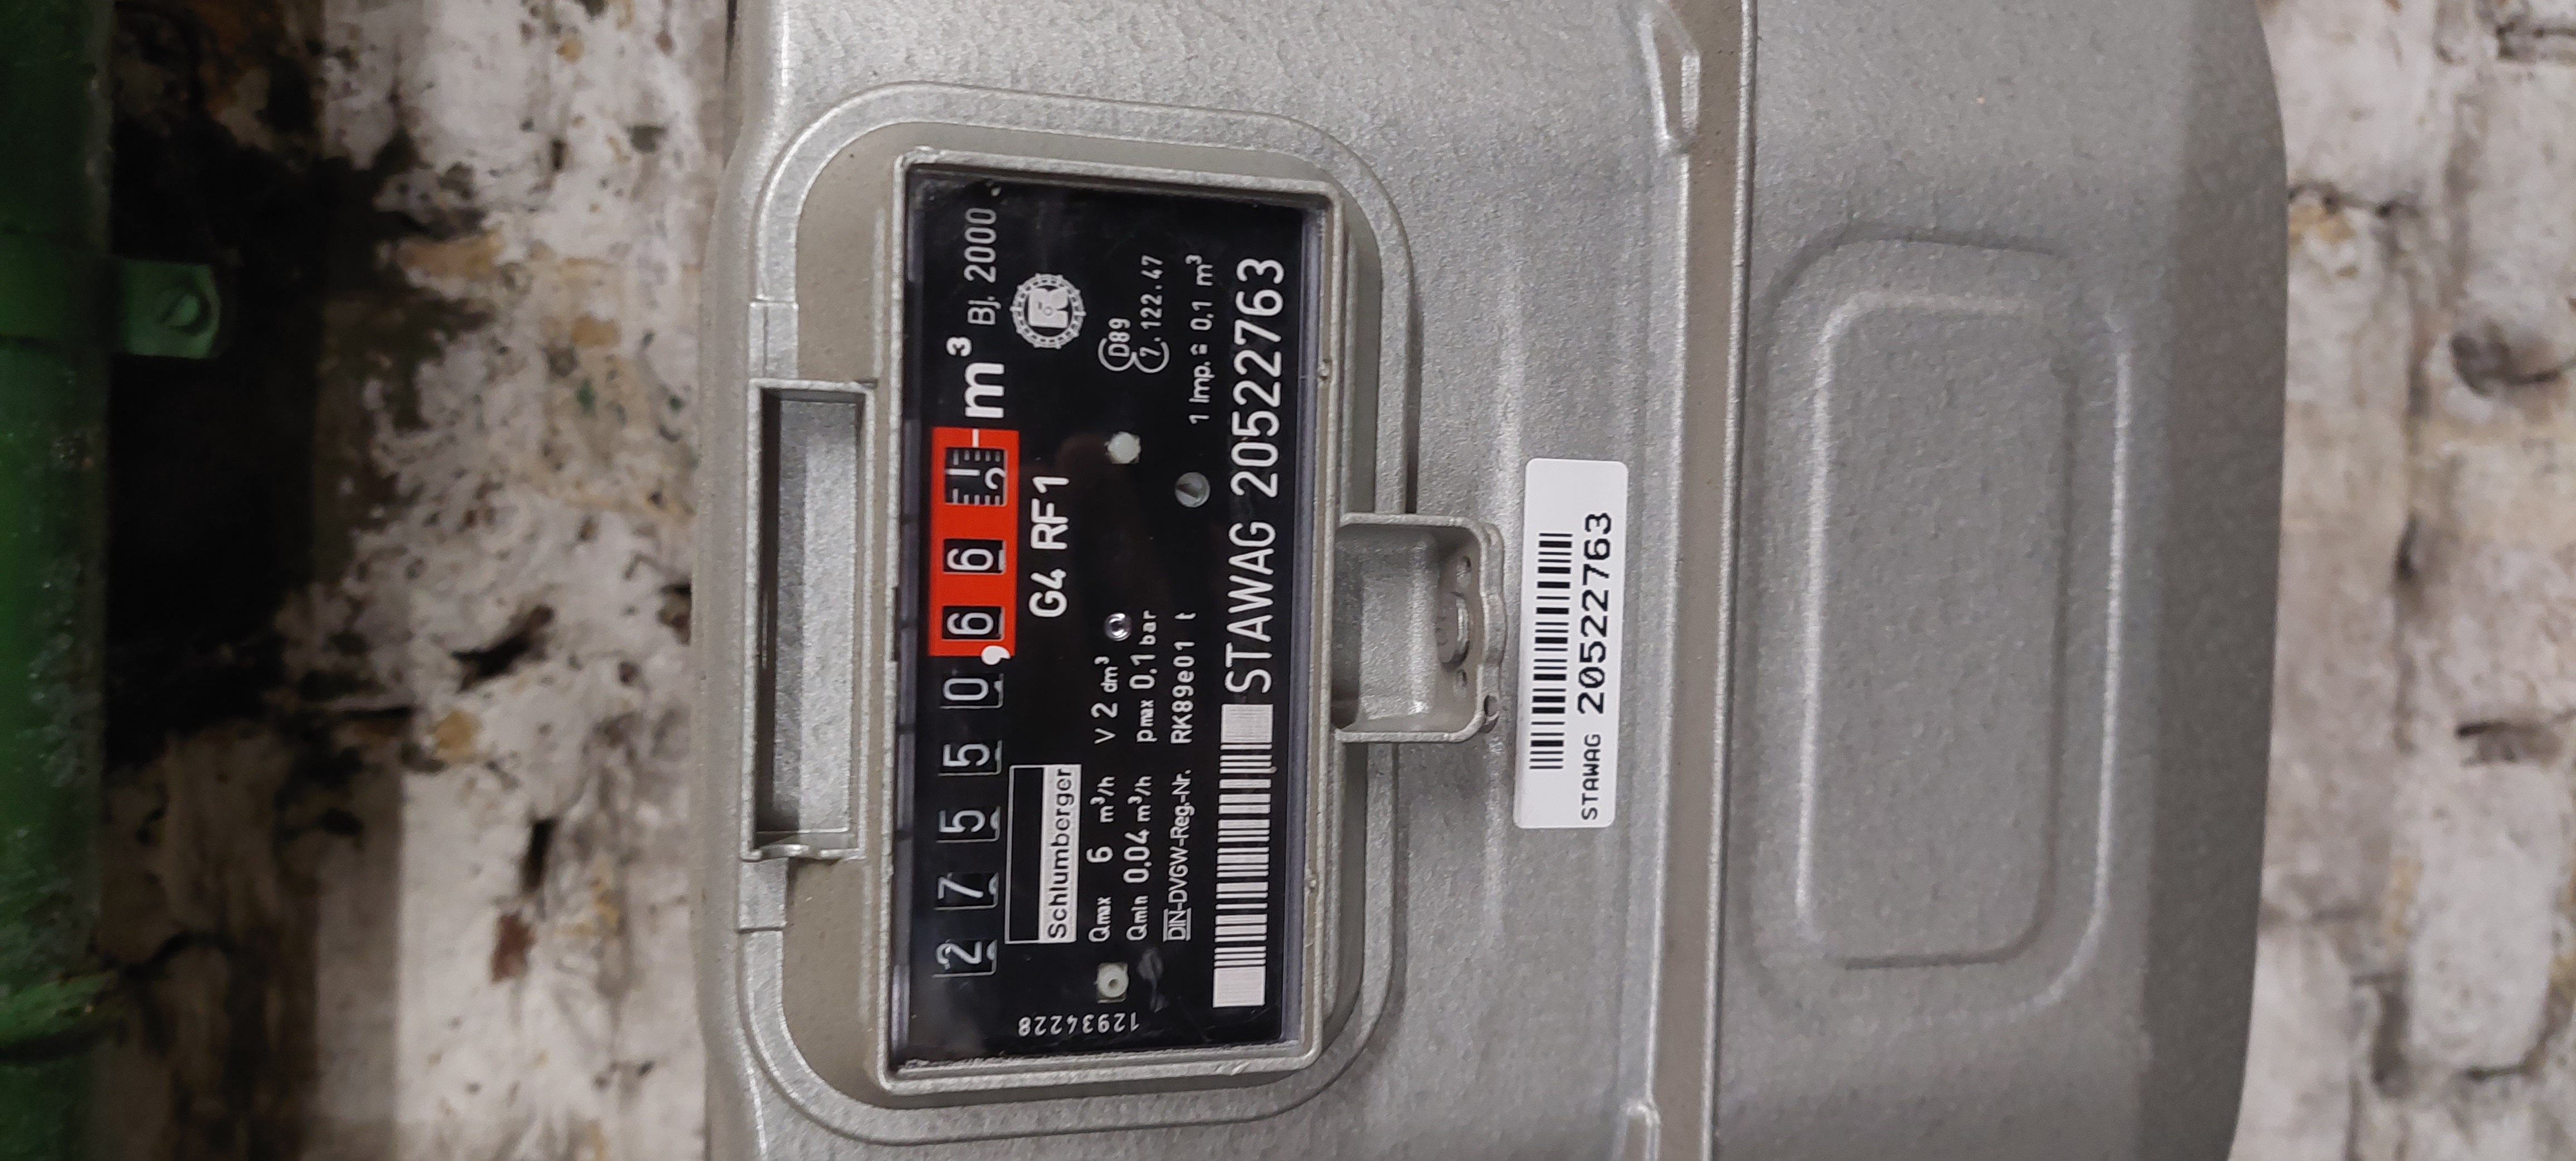 27550,661 m³ Bj. 2000
2
12934228
Schlumberger
G4 RF1
R
Qmax 6 m³/h V 2 dm³
Qmin 0,04 m³/h pmax 0,1 bar
DIN-DVGW-Reg.-Nr. RK89e01 t
D89
7.122.47
1 Imp. ≙ 0,1 m³
STAWAG 20522763
STAWAG 20522763